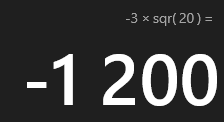 -3 × sqr( 20 ) =
-1 200